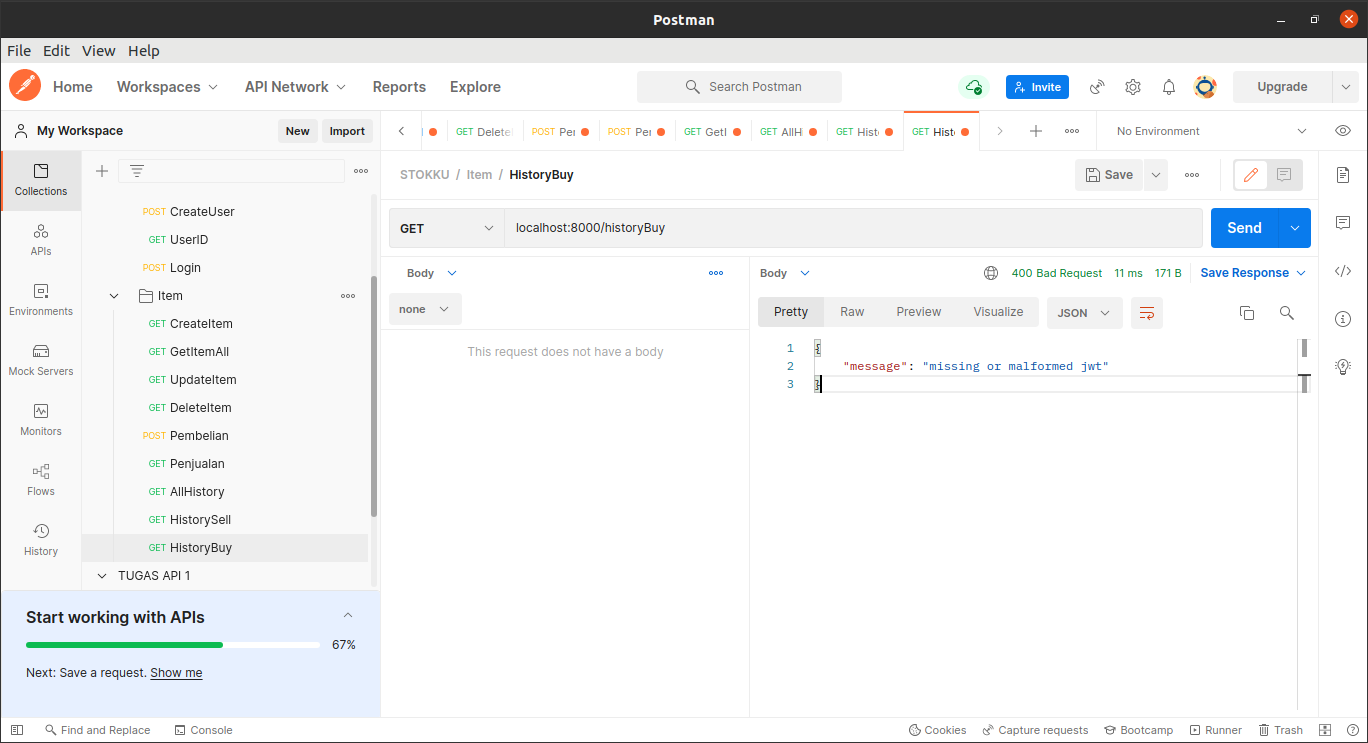 Postman
File Edit View Help
Home Workspaces API Network Reports Explore Search Postman Invite Upgrade
My Workspace New Import
GET Delete POST Per POST Per GET GetI GET AllHi GET Histo GET Histo No Environment
Collections
APIs
Environments
Mock Servers
Monitors
Flows
History
POST CreateUser
GET UserID
POST Login
Item
GET CreateItem
GET GetItemAll
GET UpdateItem
GET DeleteItem
POST Pembelian
GET Penjualan
GET AllHistory
GET HistorySell
GET HistoryBuy
TUGAS API 1
Start working with APIs
67%
Next: Save a request. Show me
STOKKU / Item / HistoryBuy Save
GET localhost:8000/historyBuy Send
Body
none
This request does not have a body
Body 400 Bad Request 11 ms 171 B Save Response
Pretty Raw Preview Visualize JSON
1 {
2 "message": "missing or malformed jwt"
3 }
Find and Replace Console Cookies Capture requests Bootcamp Runner Trash